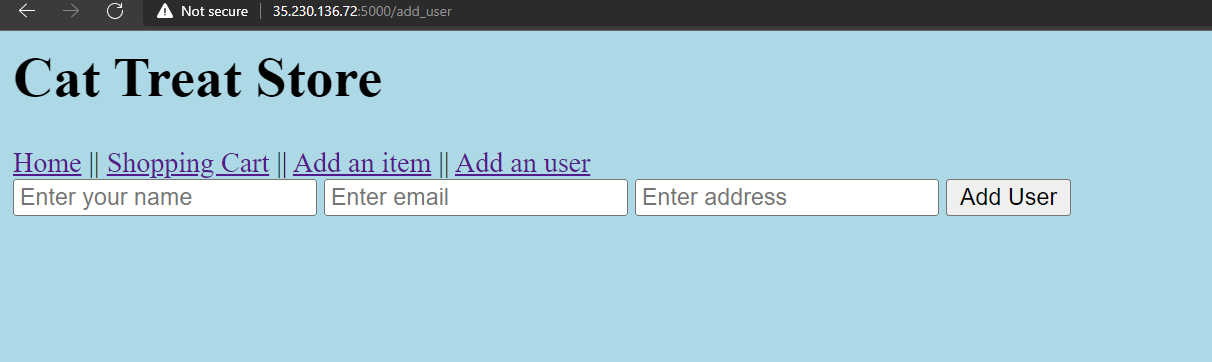 Not secure | 35.230.136.72:5000/add_user
Cat Treat Store
Home || Shopping Cart || Add an item || Add an user
Enter your name Enter email Enter address Add User